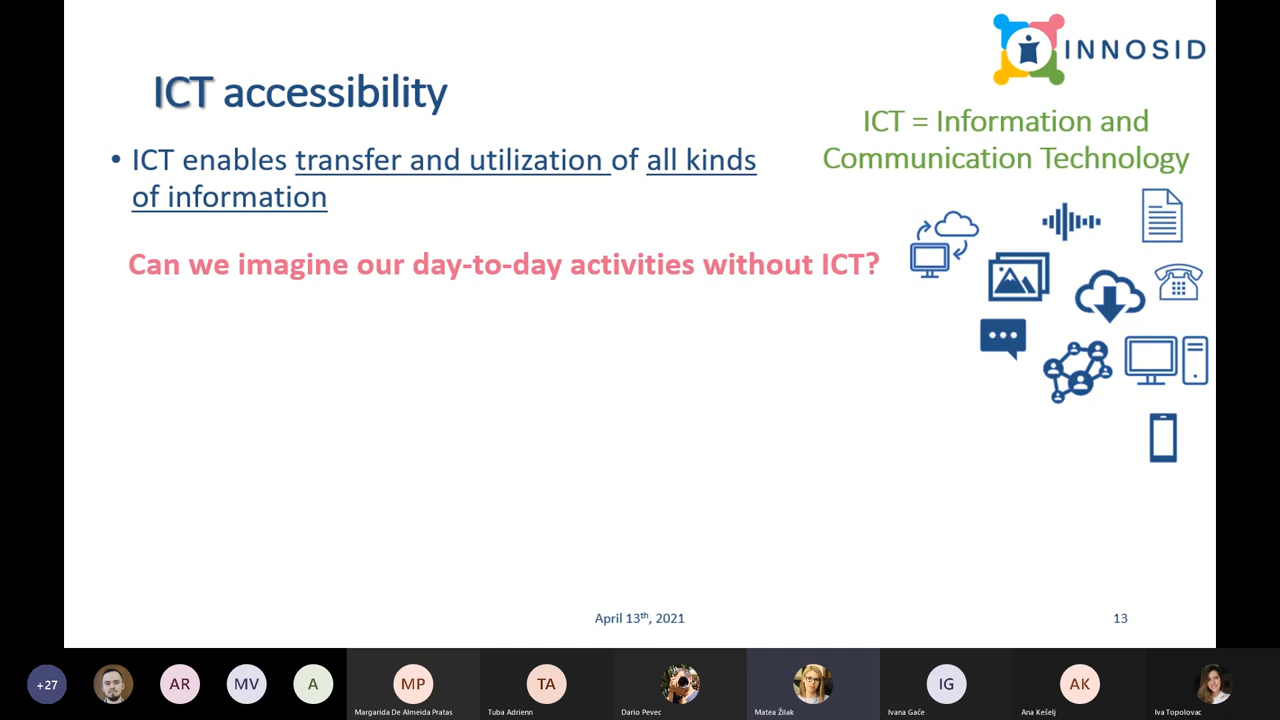 INNOSID
ICT accessibility
ICT = Information and
Communication Technology
• ICT enables transfer and utilization of all kinds
of information
Can we imagine our day-to-day activities without ICT?
April 13th, 2021
13
+27
AR
MV
A
MP
TA
IG
AK
Margarida De Almeida Pratas
Tuba Adrienn
Dario Pevec
Matea Žilak
Ivana Gaće
Ana Kešelj
Iva Topolovac